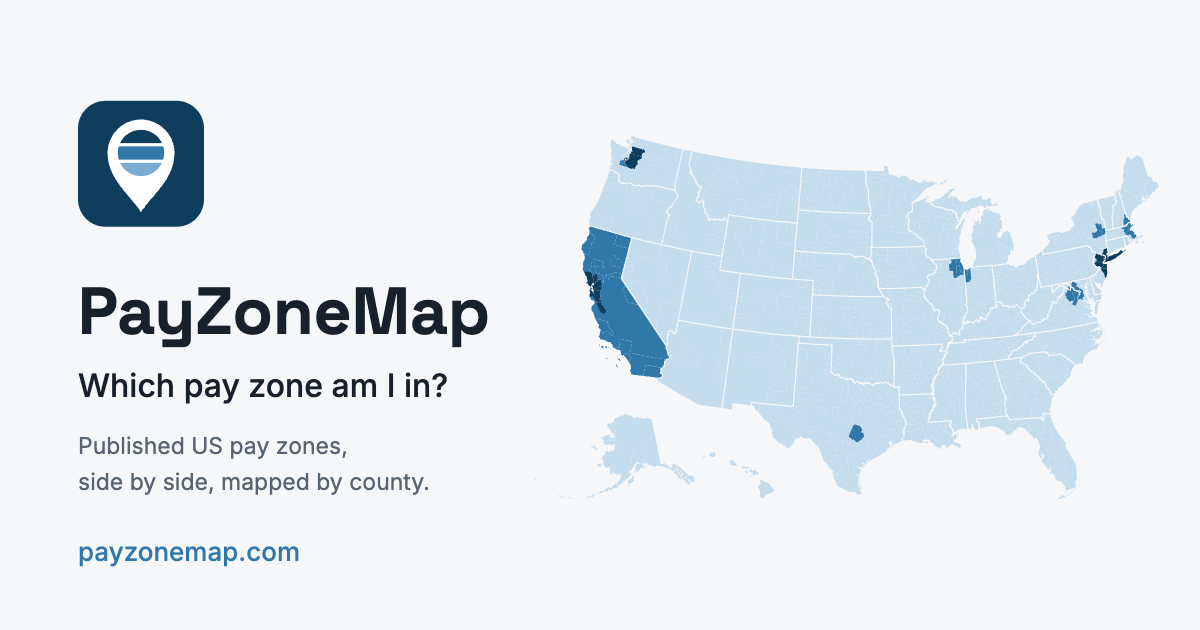 PayZoneMap
Which pay zone am I in?
Published US pay zones,
side by side, mapped by county.
payzonemap.com